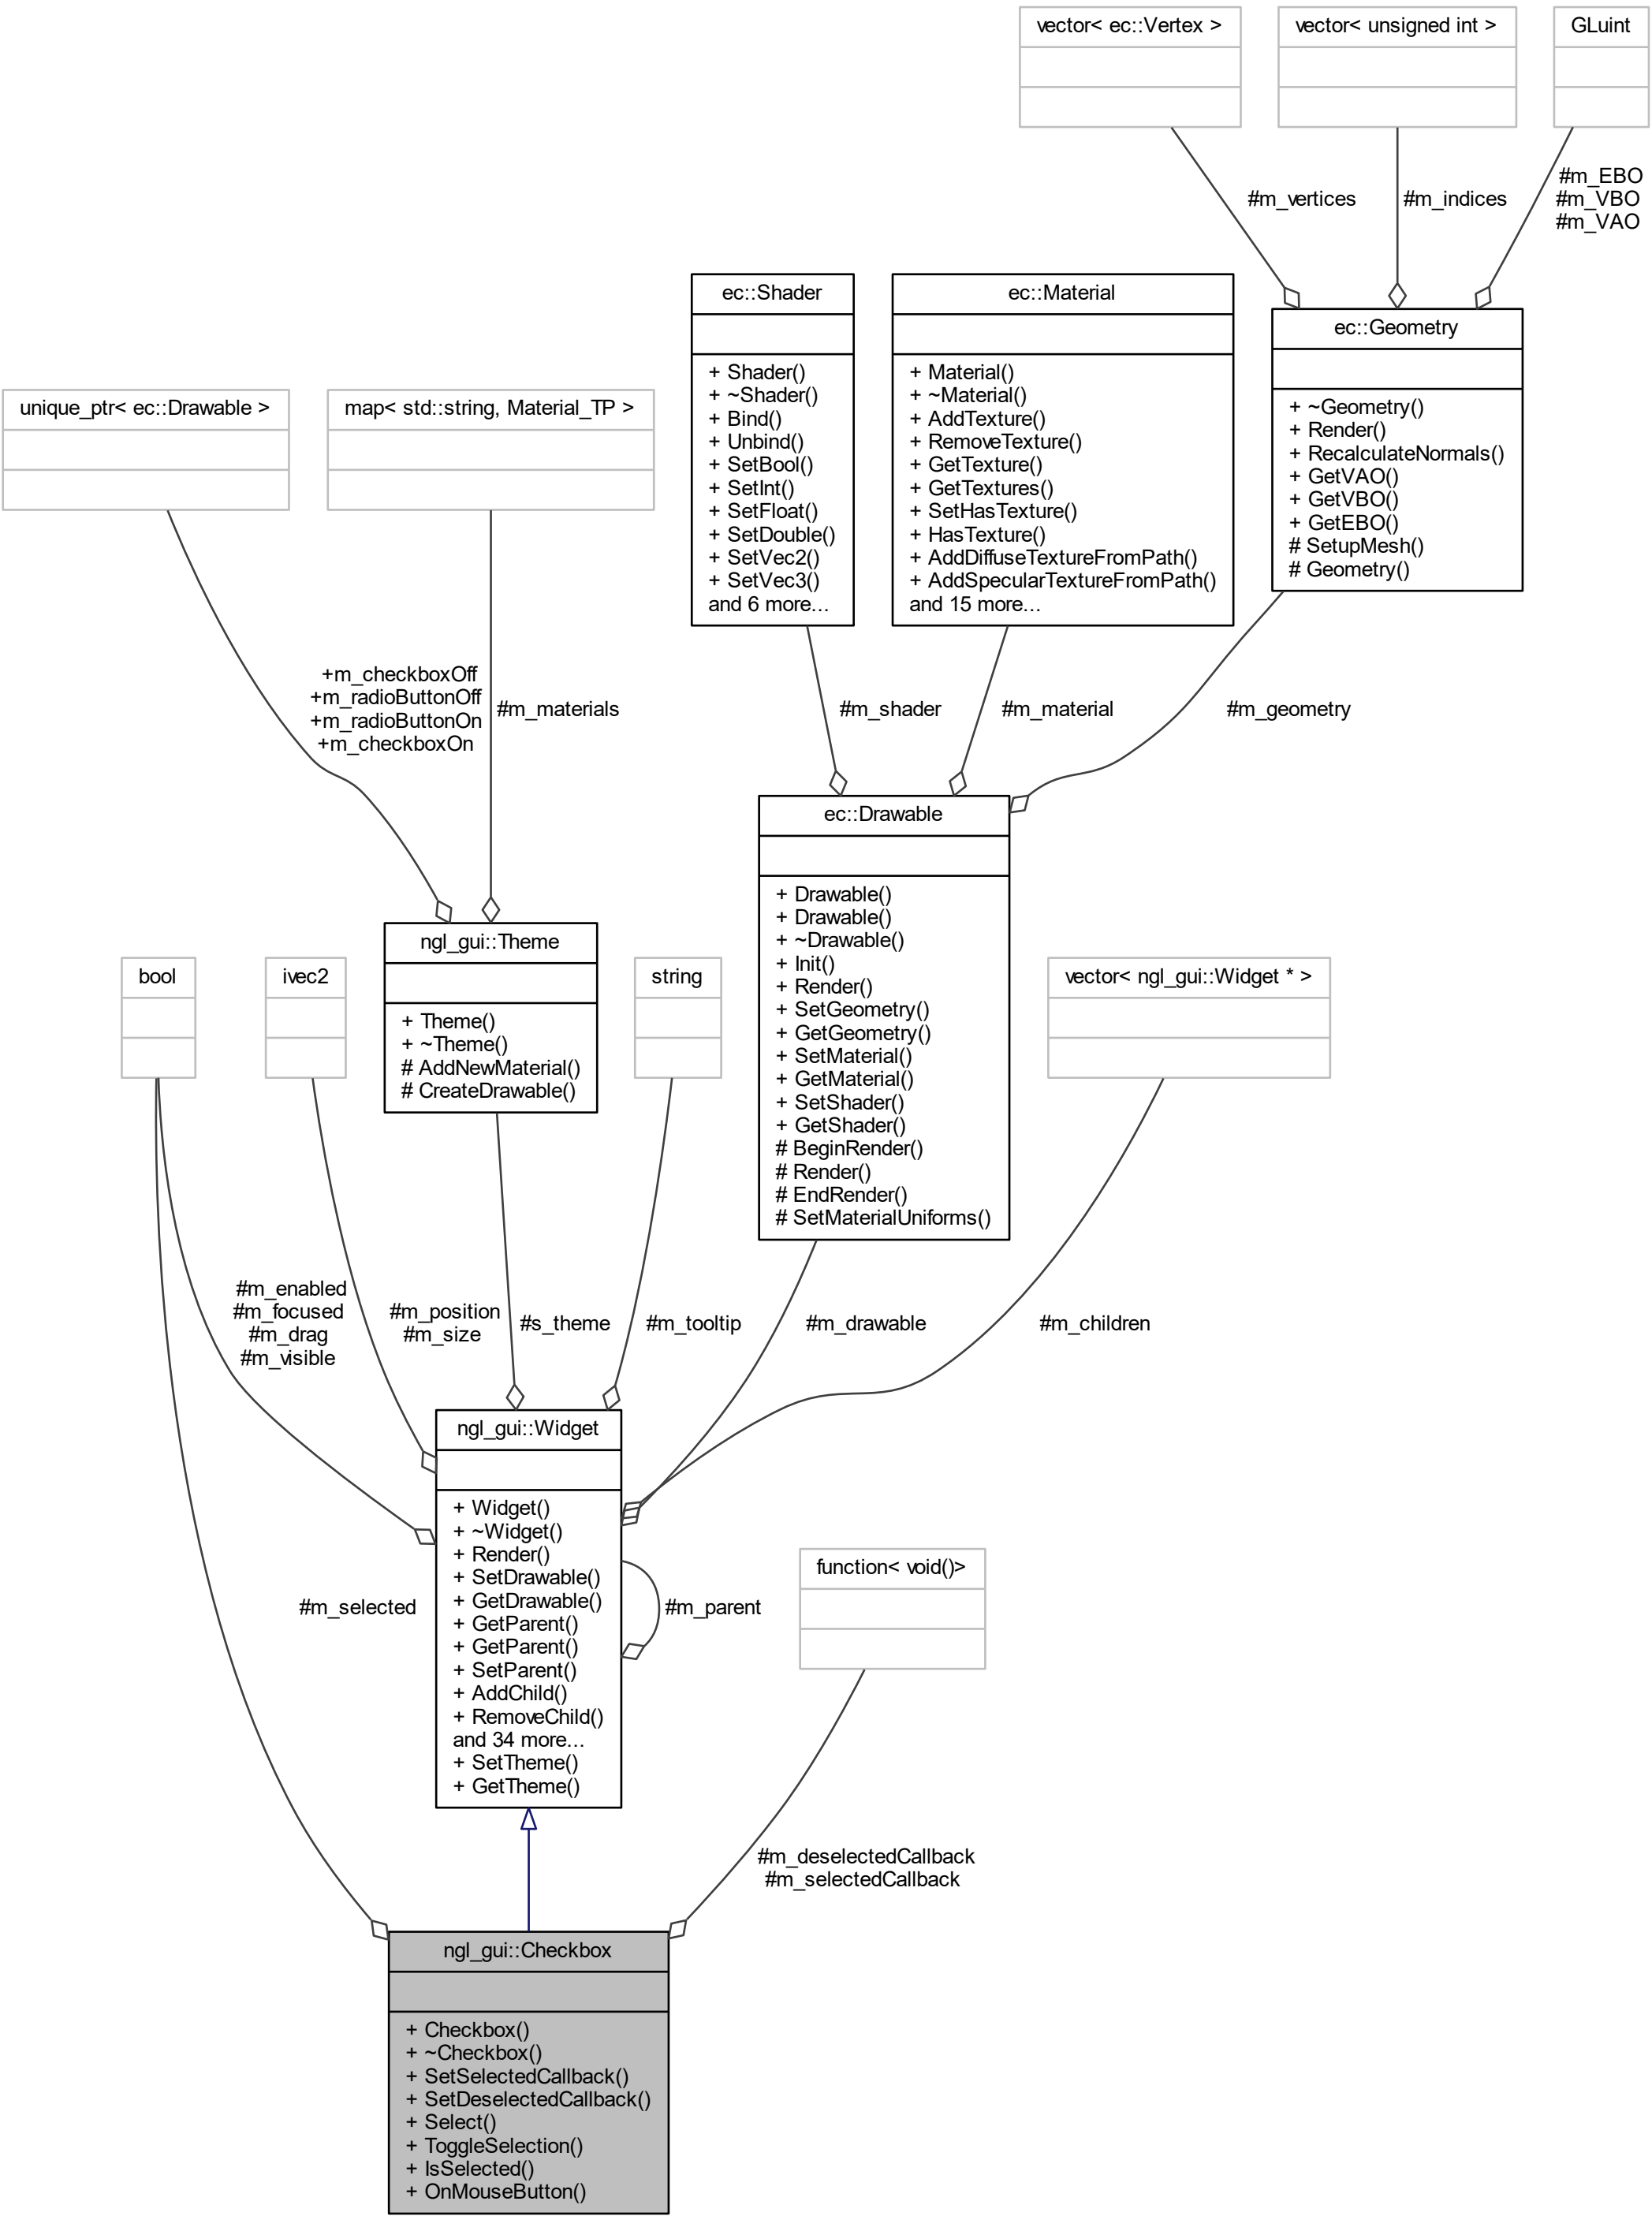 vector< ec::Vertex >
vector< unsigned int >
GLuint
#m_vertices
#m_indices
#m_EBO
#m_VBO
#m_VAO
ec::Shader
+ Shader()
+ ~Shader()
+ Bind()
+ Unbind()
+ SetBool()
+ SetInt()
+ SetFloat()
+ SetDouble()
+ SetVec2()
+ SetVec3()
and 6 more...
ec::Material
+ Material()
+ ~Material()
+ AddTexture()
+ RemoveTexture()
+ GetTexture()
+ GetTextures()
+ SetHasTexture()
+ HasTexture()
+ AddDiffuseTextureFromPath()
+ AddSpecularTextureFromPath()
and 15 more...
ec::Geometry
+ ~Geometry()
+ Render()
+ RecalculateNormals()
+ GetVAO()
+ GetVBO()
+ GetEBO()
# SetupMesh()
# Geometry()
unique_ptr< ec::Drawable >
map< std::string, Material_TP >
+m_checkboxOff
+m_radioButtonOff
+m_radioButtonOn
+m_checkboxOn
#m_materials
#m_shader
#m_material
#m_geometry
ec::Drawable
+ Drawable()
+ Drawable()
+ ~Drawable()
+ Init()
+ Render()
+ SetGeometry()
+ GetGeometry()
+ SetMaterial()
+ GetMaterial()
+ SetShader()
+ GetShader()
# BeginRender()
# Render()
# EndRender()
# SetMaterialUniforms()
bool
ivec2
ngl_gui::Theme
+ Theme()
+ ~Theme()
# AddNewMaterial()
# CreateDrawable()
string
vector< ngl_gui::Widget * >
#m_enabled
#m_focused
#m_drag
#m_visible
#m_position
#m_size
#s_theme
#m_tooltip
#m_drawable
#m_children
ngl_gui::Widget
+ Widget()
+ ~Widget()
+ Render()
+ SetDrawable()
+ GetDrawable()
+ GetParent()
+ GetParent()
+ SetParent()
+ AddChild()
+ RemoveChild()
and 34 more...
+ SetTheme()
+ GetTheme()
#m_selected
#m_parent
function< void()>
#m_deselectedCallback
#m_selectedCallback
ngl_gui::Checkbox
+ Checkbox()
+ ~Checkbox()
+ SetSelectedCallback()
+ SetDeselectedCallback()
+ Select()
+ ToggleSelection()
+ IsSelected()
+ OnMouseButton()